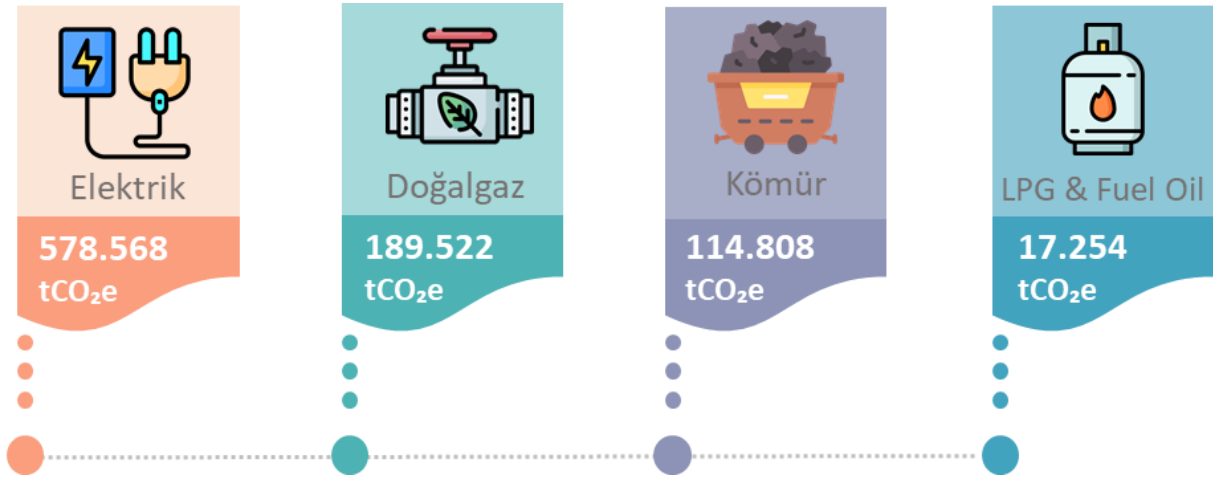 Elektrik
578.568
tCO₂e
Doğalgaz
189.522
tCO₂e
Kömür
114.808
tCO₂e
LPG & Fuel Oil
17.254
tCO₂e